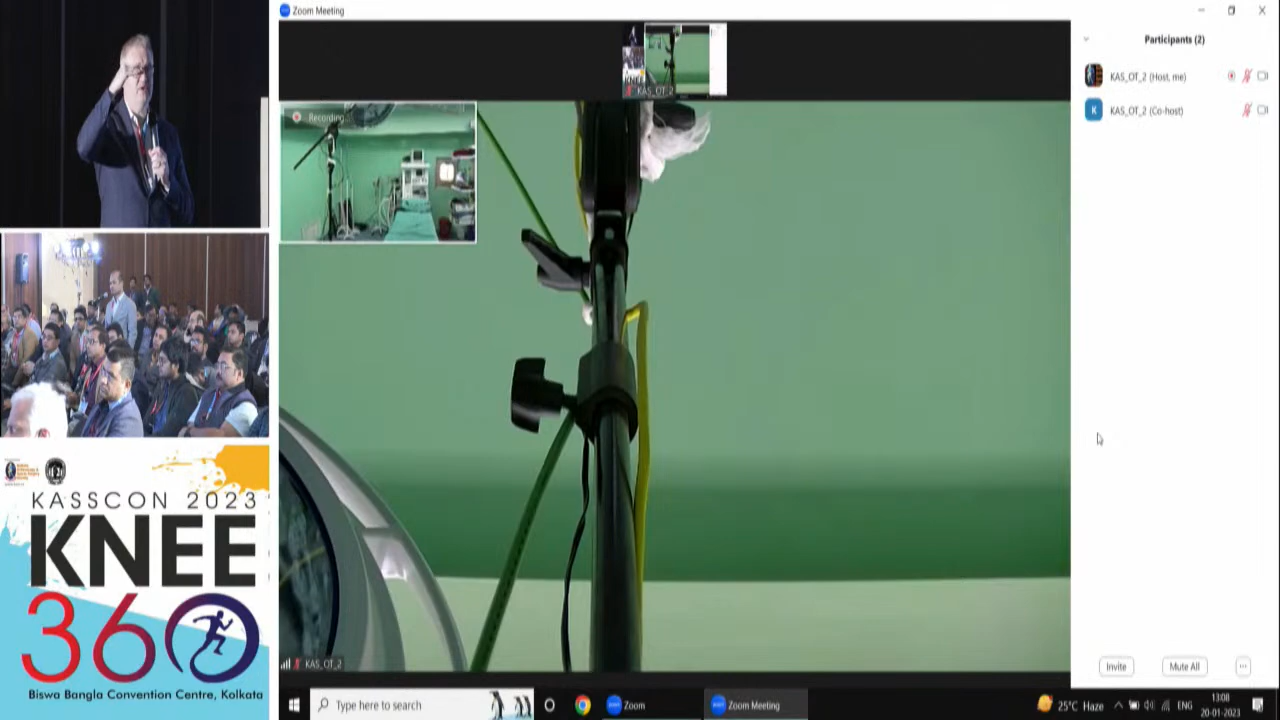 Zoom Meeting
KAS_OT_2
Recording
KAS_OT_2
Participants (2)
KAS_OT_2 (Host, me)
K
KAS_OT_2 (Co-host)
Invite
Mute All
KASSCON 2023
KNEE
360
Biswa Bangla Convention Centre, Kolkata
Type here to search
Zoom
Zoom Meeting
25°C Haze
ENG
13:08
20-01-2023